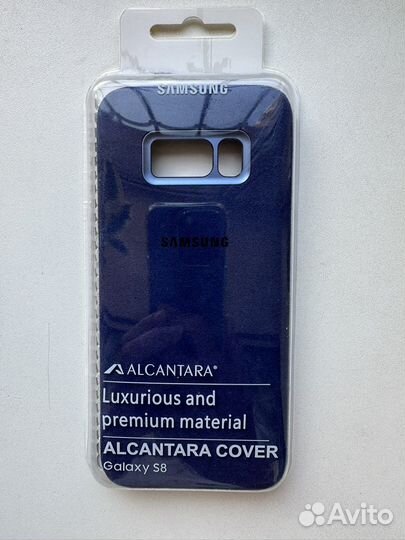 SAMSUNG
SAMSUNG
ALCANTARA®
Luxurious and
premium material
ALCANTARA COVER
Galaxy S8
Avito